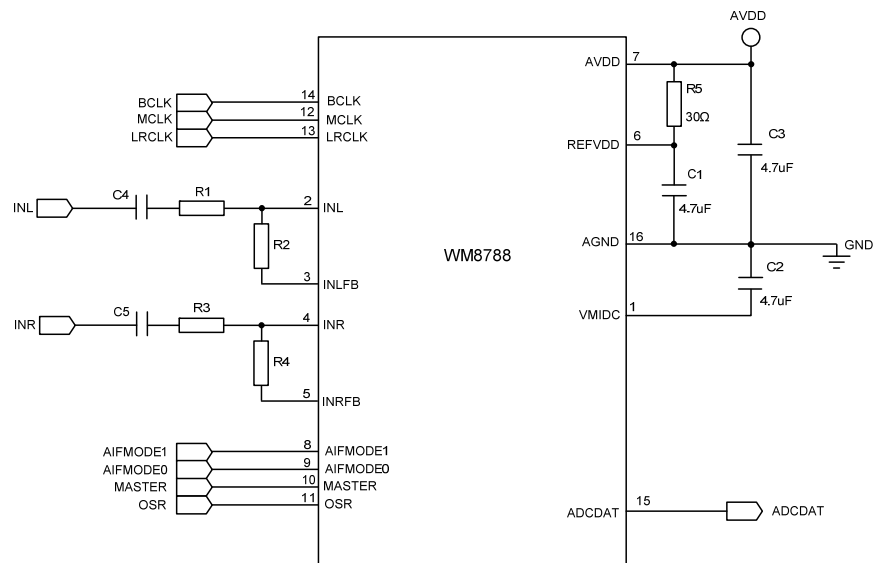 AVDD
AVDD 7
R5
30Ω
14
BCLK BCLK
12
MCLK MCLK
13
LRCLK LRCLK
C3
4.7uF
REFVDD 6
C1
4.7uF
C4 R1
INL 2 INL
R2
3
INLFB
AGND 16
GND
WM8788
C2
4.7uF
C5 R3
INR 4 INR
VMIDC 1
R4
5
INRFB
8
AIFMODE1 AIFMODE1
9
AIFMODE0 AIFMODE0
10
MASTER MASTER
11
OSR OSR
15
ADCDAT ADCDAT